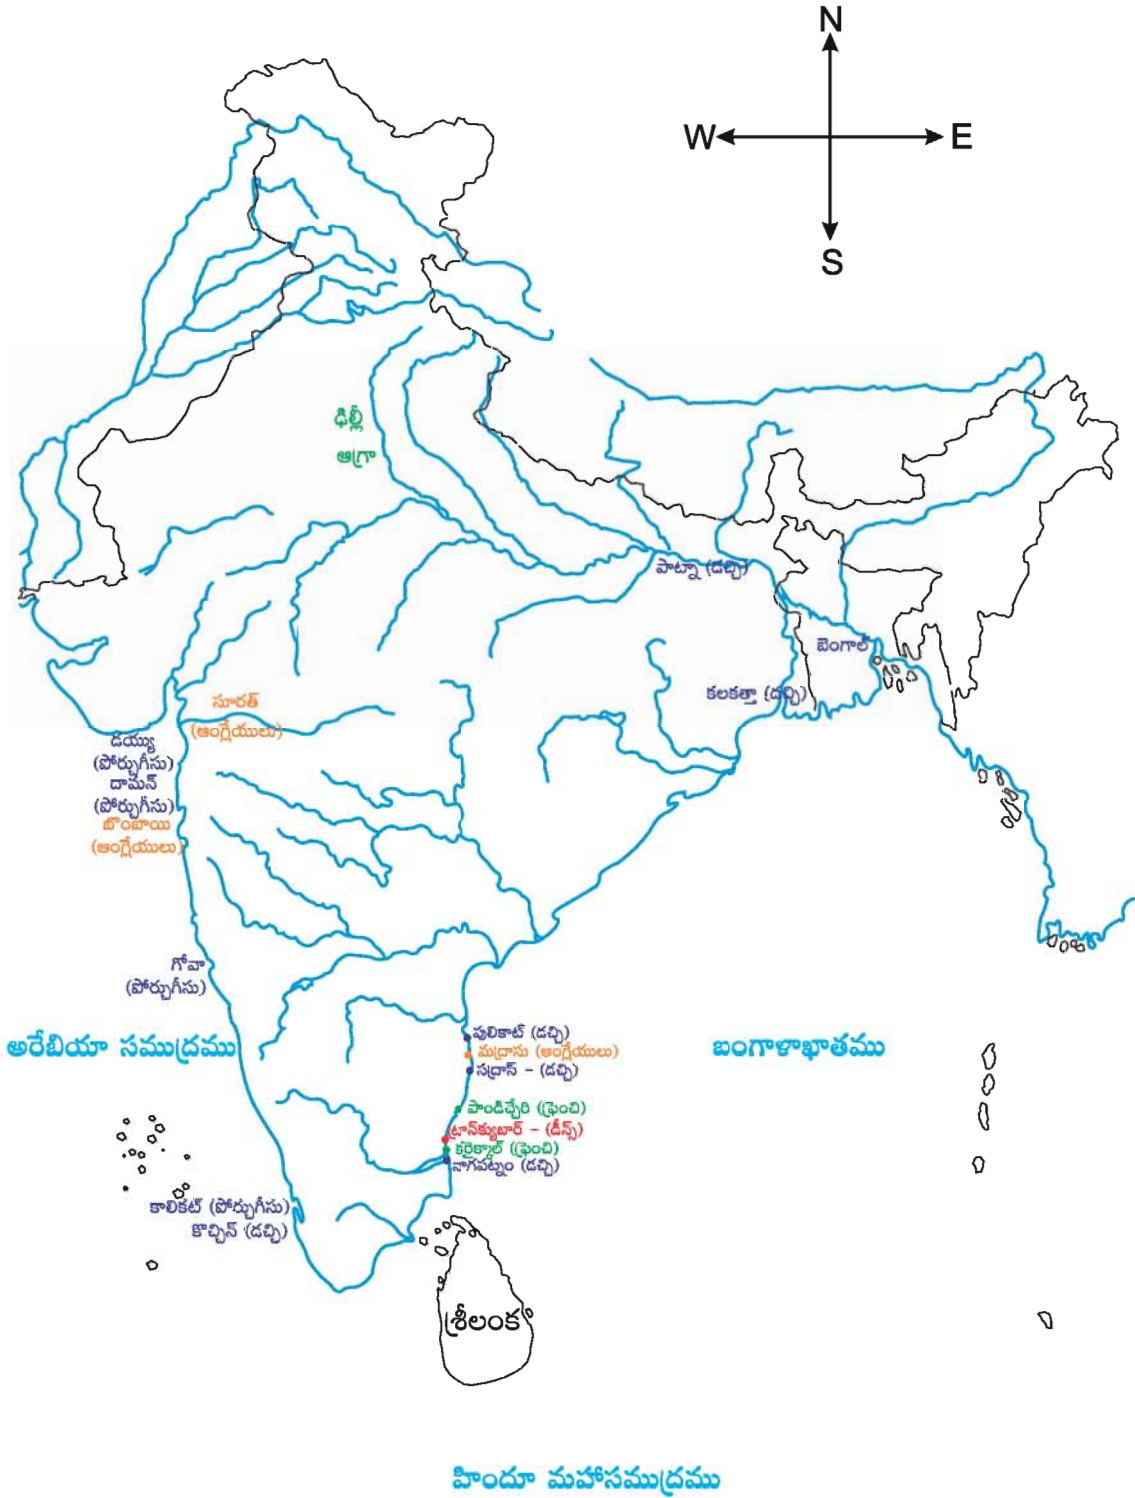 N
W E
S
ఢిల్లీ
ఆగ్రా
పాట్నా (డచ్చి)
బెంగాల్
కలకత్తా (డచ్చి)
సూరత్
(ఆంగ్లేయులు)
డయ్యు
(పోర్చుగీసు)
దామన్
(పోర్చుగీసు)
బొంబాయి
(ఆంగ్లేయులు)
గోవా
(పోర్చుగీసు)
అరేబియా సముద్రము
బంగాళాఖాతము
పులికాట్ (డచ్చి)
మద్రాసు (ఆంగ్లేయులు)
సద్రాస్ - (డచ్చి)
పాండిచ్చేరి (ఫ్రెంచి)
ట్రాన్‌క్యుబార్ - (డీన్స్)
కరైక్కాల్ (ఫ్రెంచి)
నాగపట్నం (డచ్చి)
కాలికట్ (పోర్చుగీసు)
కొచ్చిన్ (డచ్చి)
శ్రీలంక
హిందూ మహాసముద్రము